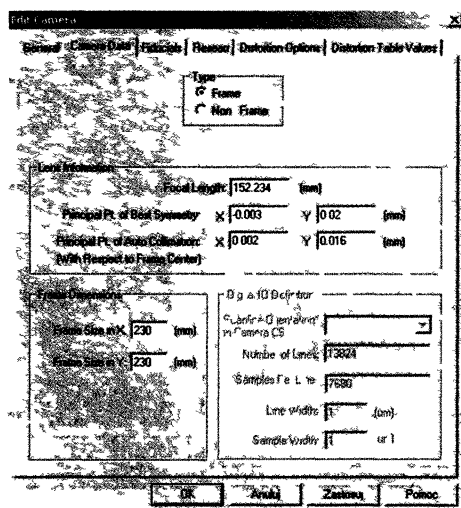 Edit Camera X
General Camera Data Fiducials Reseau Distortion Options Distortion Table Values
Type
Frame
Non Frame
Lens Information
Focal Length: 152.234 (mm)
Principal Pt. of Best Symmetry: X -0.003 Y 0.02 (mm)
Principal Pt. of Auto Collimation: X 0.002 Y 0.016 (mm)
(With Respect to Frame Center)
Frame Dimensions
Frame Size in X: 230 (mm)
Frame Size in Y: 230 (mm)
in Camera CS
Number of Lines: 13824
Samples Per Line 7680
Line Width: 1 (um)
Sample Width: 1
OK Anuluj Zastosuj Pomoc